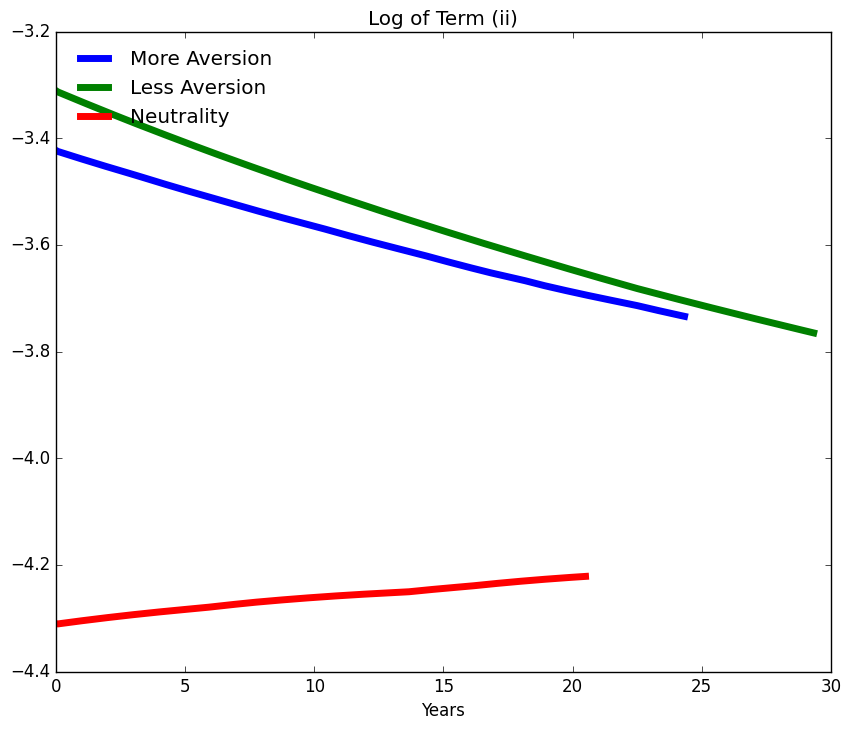 Log of Term (ii)
−3.2
More Aversion
Less Aversion
Neutrality
−3.4
−3.6
−3.8
−4.0
−4.2
−4.4
0 5 10 15 20 25 30
Years